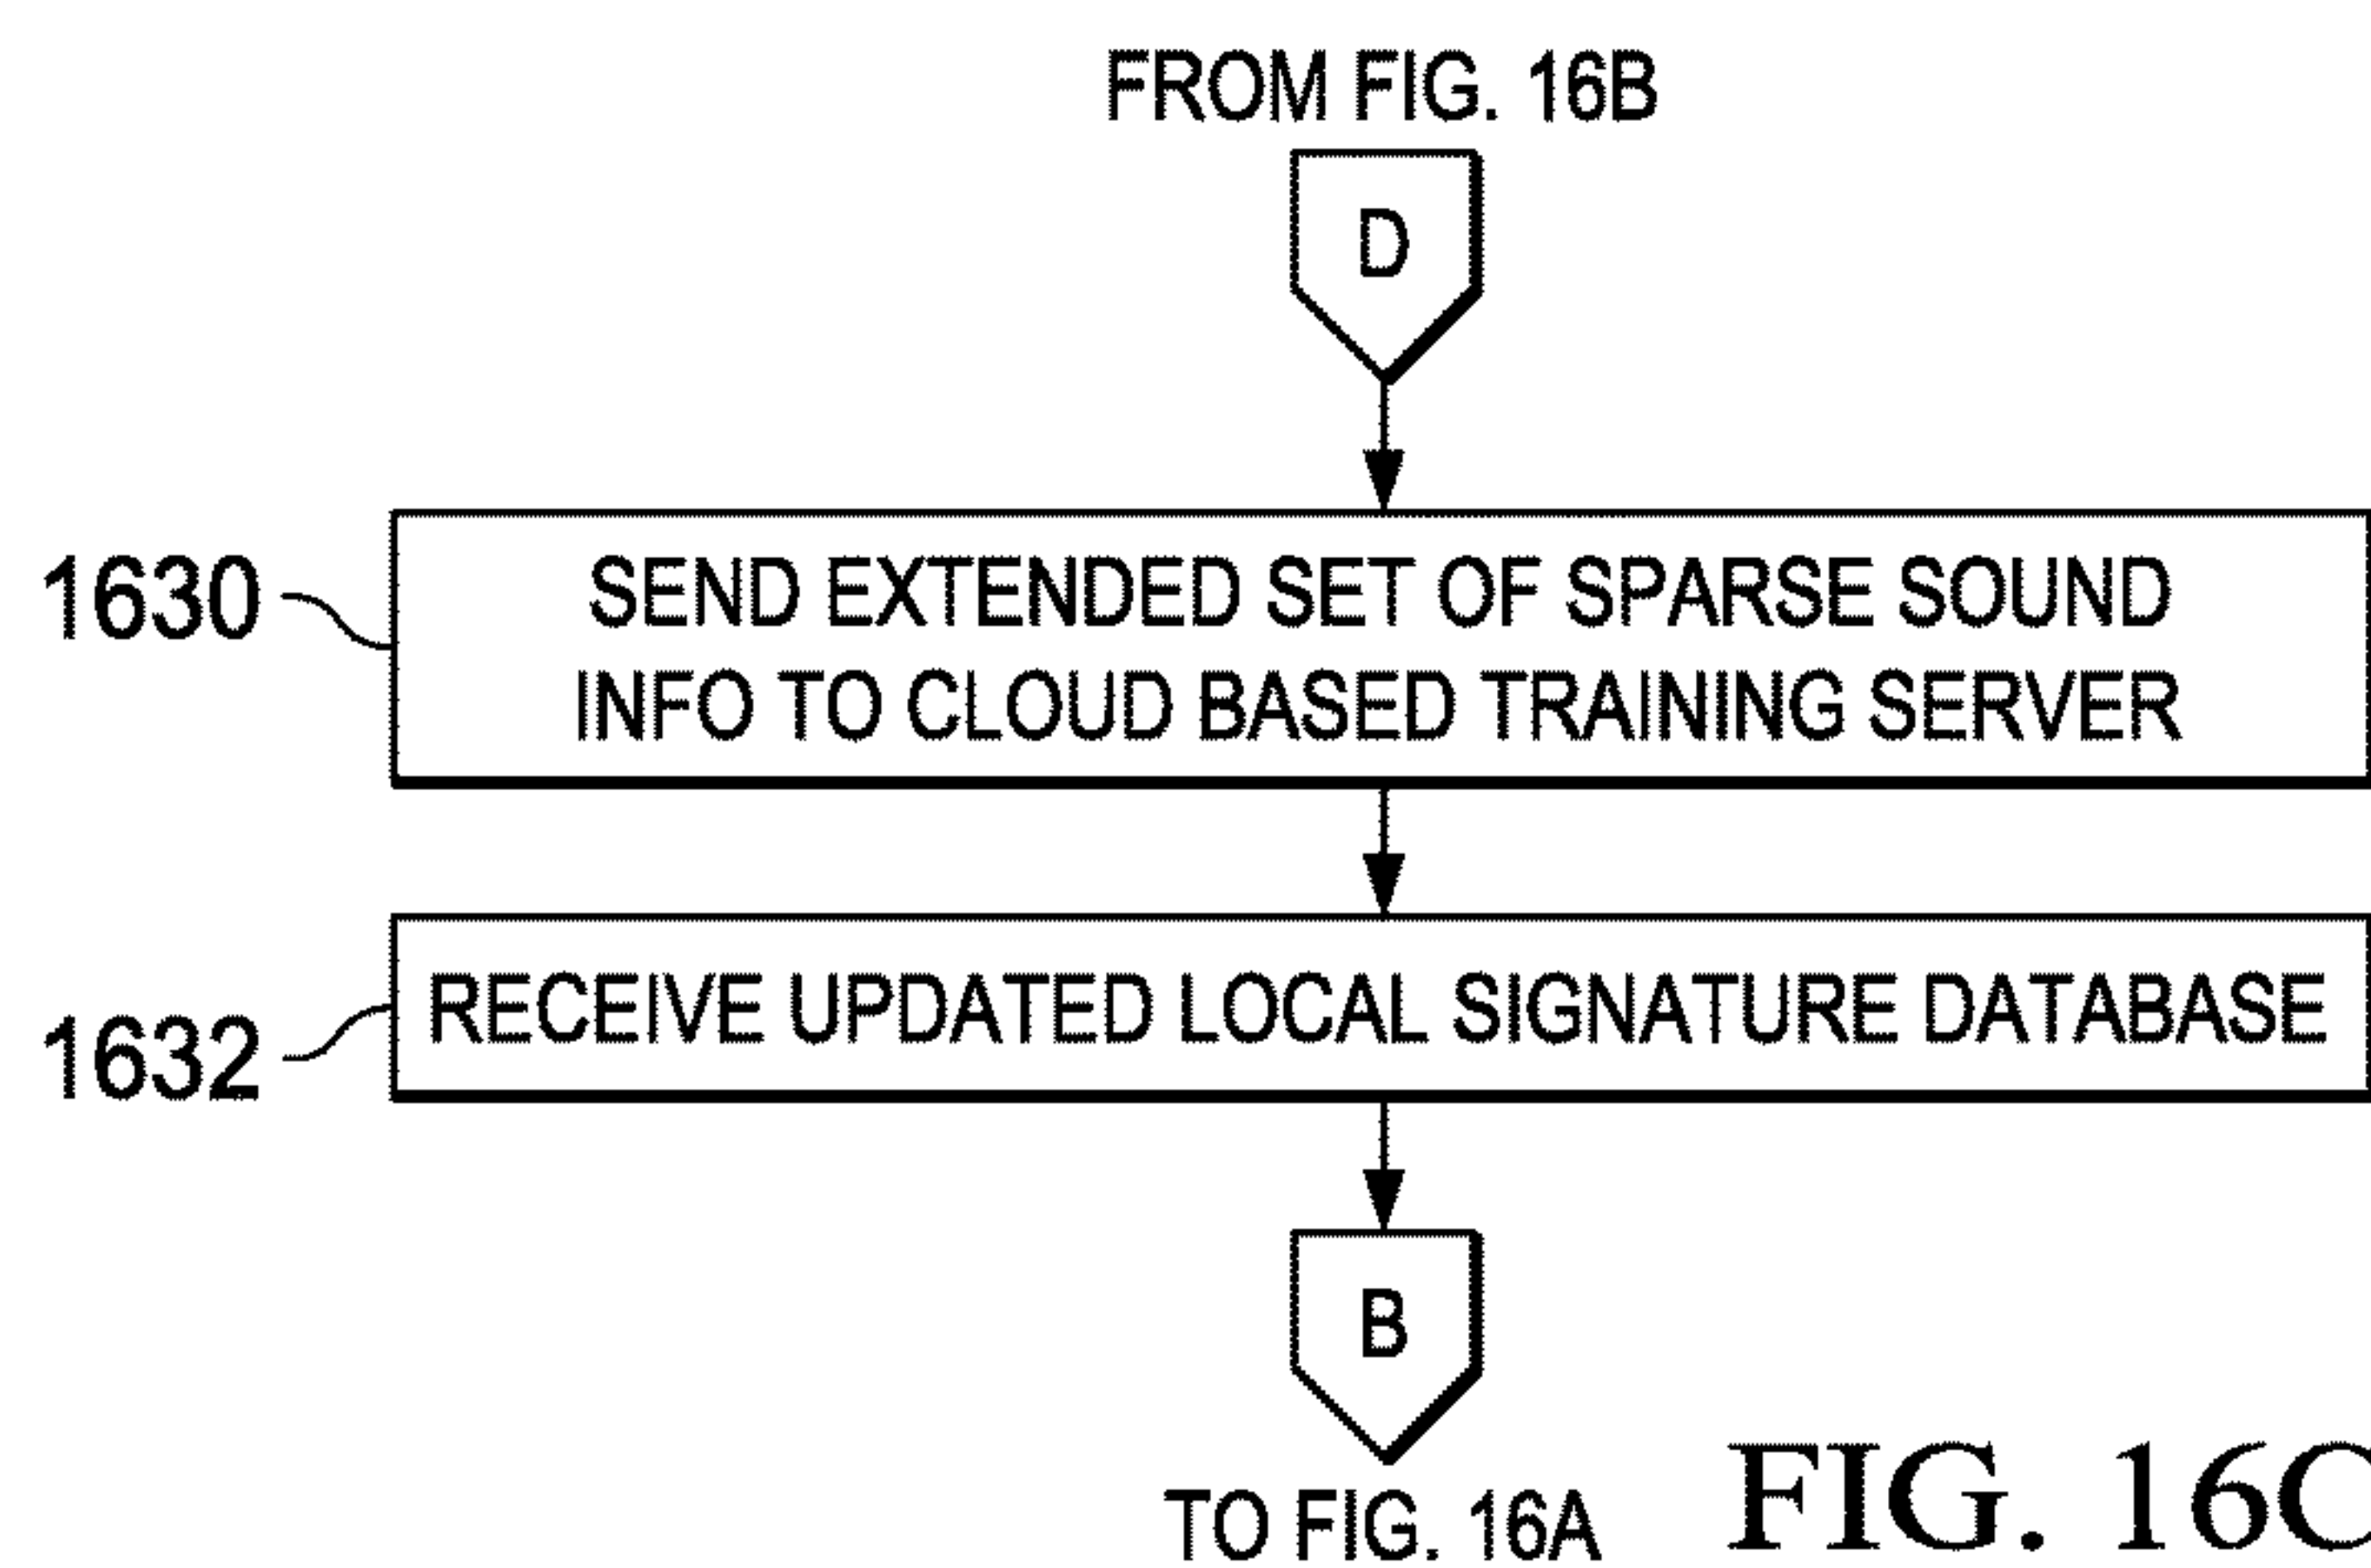 FROM FIG. 16B
D
1630
SEND EXTENDED SET OF SPARSE SOUND
INFO TO CLOUD BASED TRAINING SERVER
1632
RECEIVE UPDATED LOCAL SIGNATURE DATABASE
B
TO FIG. 16A
FIG. 16C